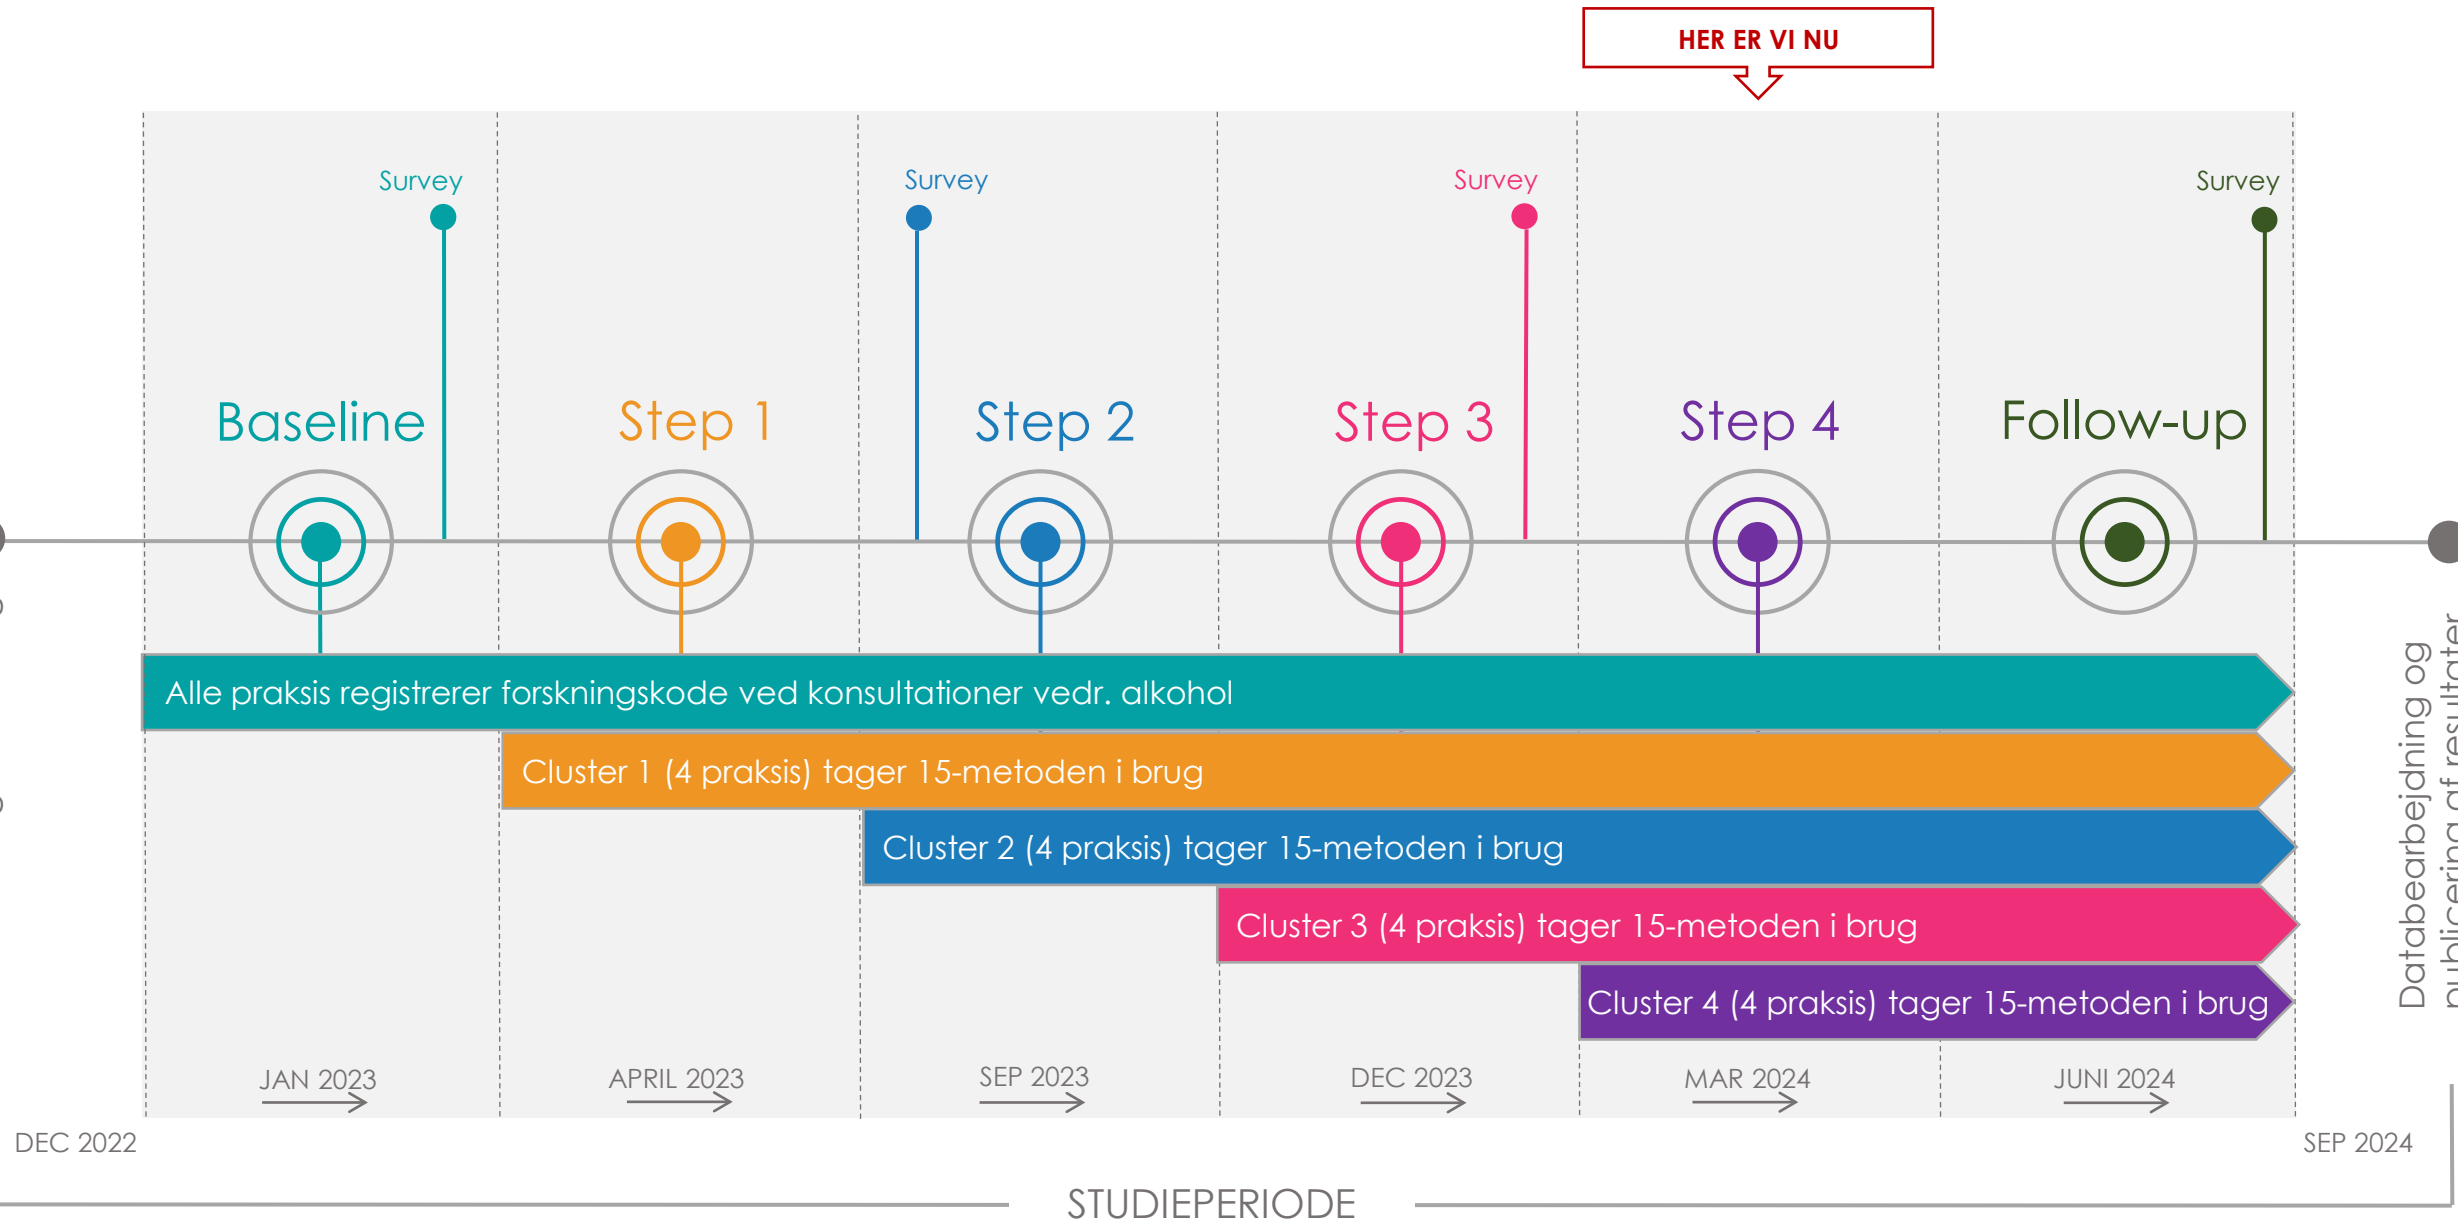 HER ER VI NU
Survey
Survey
Survey
Survey
Baseline
Step 1
Step 2
Step 3
Step 4
Follow-up
Alle praksis registrerer forskningskode ved konsultationer vedr. alkohol
Cluster 1 (4 praksis) tager 15-metoden i brug
Cluster 2 (4 praksis) tager 15-metoden i brug
Cluster 3 (4 praksis) tager 15-metoden i brug
Cluster 4 (4 praksis) tager 15-metoden i brug
Databearbejdning og
publicering af resultater
JAN 2023
APRIL 2023
SEP 2023
DEC 2023
MAR 2024
JUNI 2024
DEC 2022
SEP 2024
STUDIEPERIODE